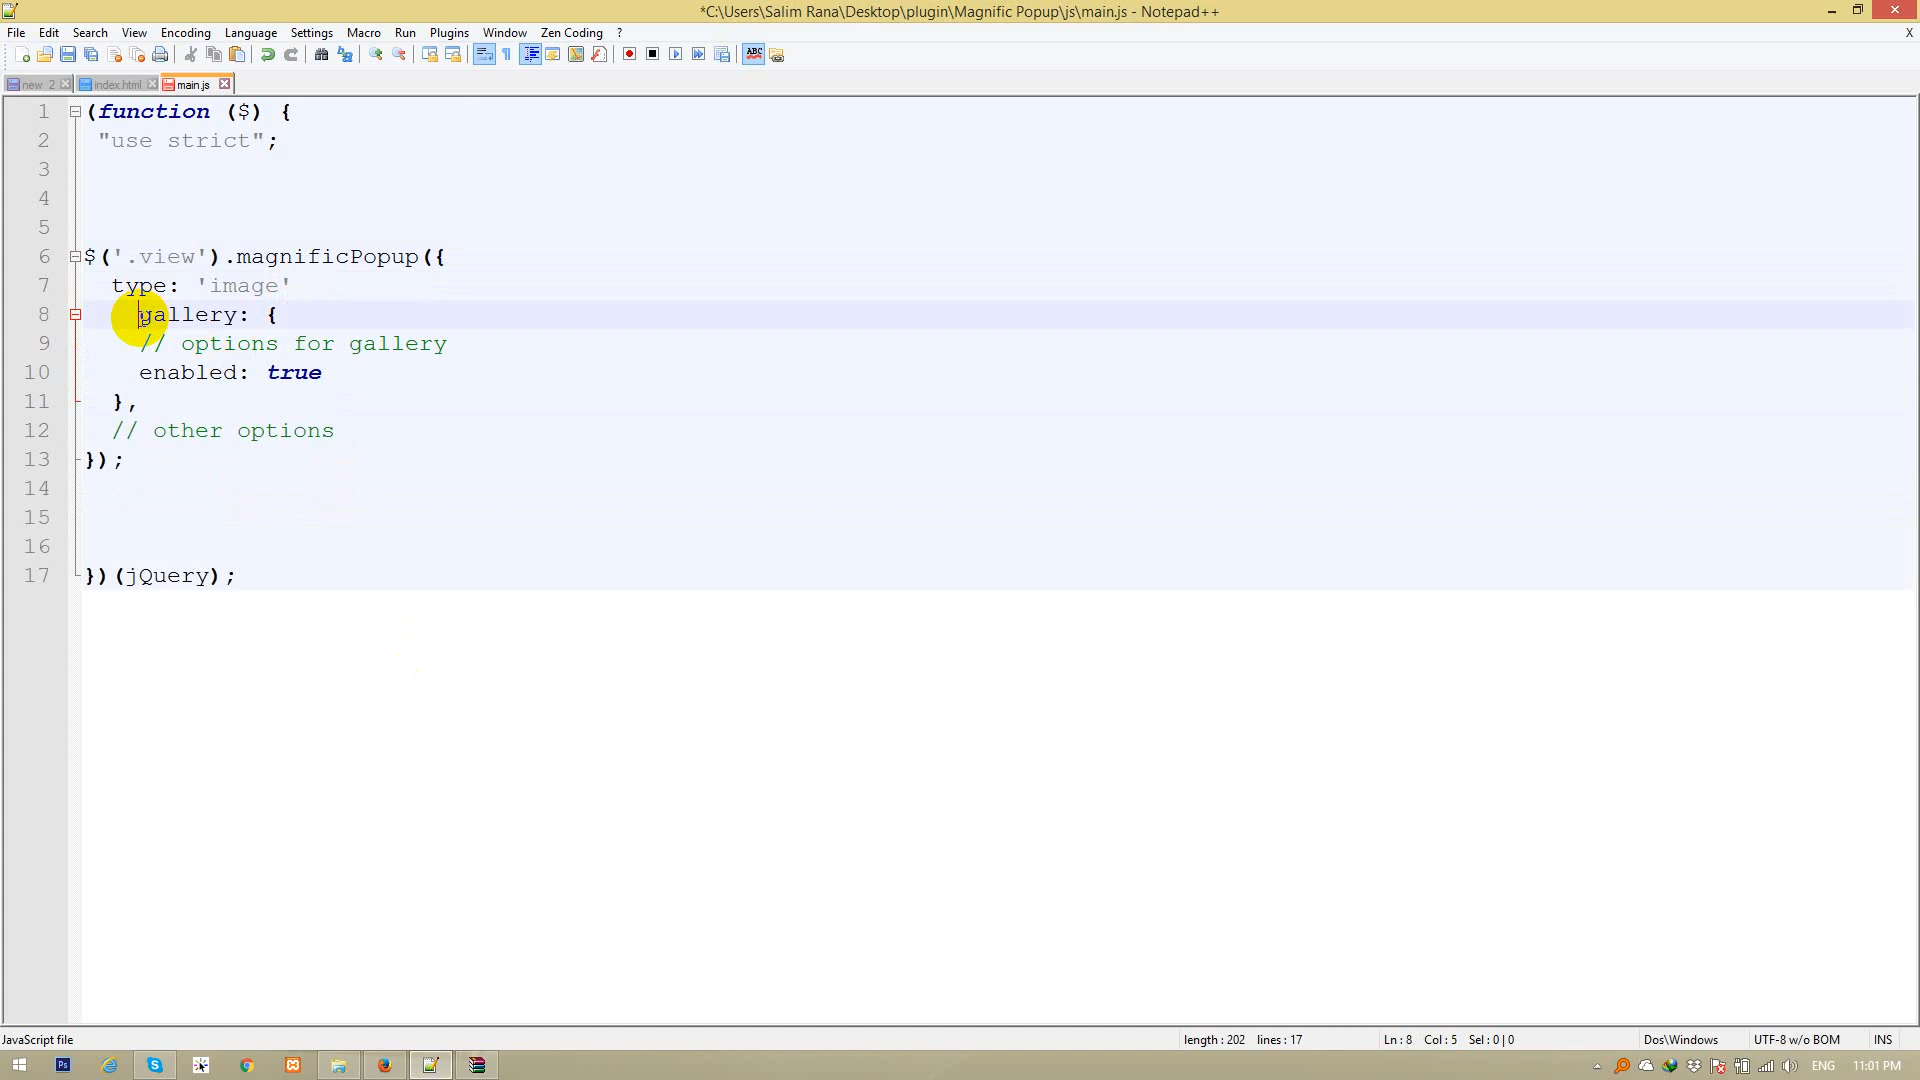 *C:\Users\Salim Rana\Desktop\plugin\Magnific Popup\js\main.js - Notepad++
File Edit Search View Encoding Language Settings Macro Run Plugins Window Zen Coding ? X
new 2 index.html main.js
1 (function ($) {
2 "use strict";
3
4
5
6 $('.view').magnificPopup({
7 type: 'image'
8 gallery: {
9 // options for gallery
10 enabled: true
11 },
12 // other options
13 });
14
15
16
17 })(jQuery);
JavaScript file length : 202 lines : 17 Ln : 8 Col : 5 Sel : 0 | 0 Dos\Windows UTF-8 w/o BOM INS
ENG 11:01 PM